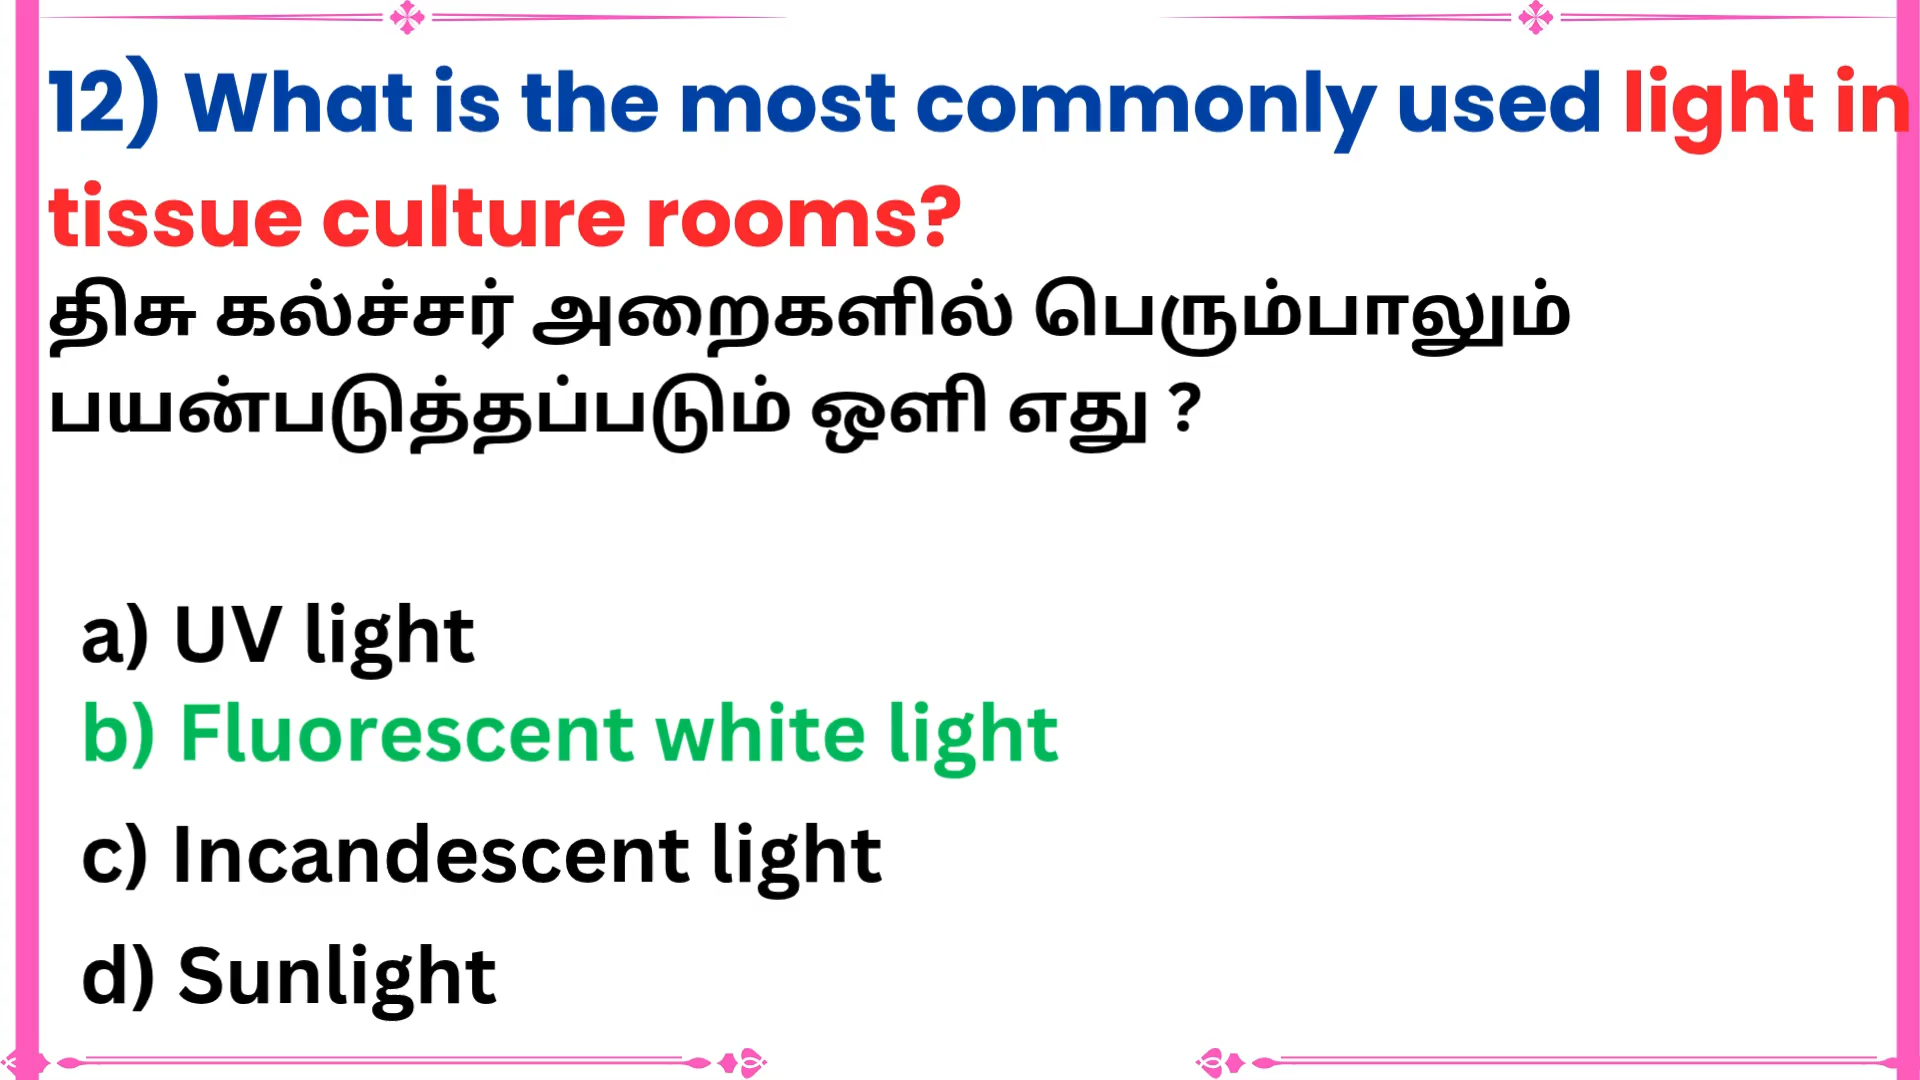 12) What is the most commonly used light in
tissue culture rooms?
திசு கல்ச்சர் அறைகளில் பெரும்பாலும்
பயன்படுத்தப்படும் ஒளி எது ?
a) UV light
b) Fluorescent white light
c) Incandescent light
d) Sunlight